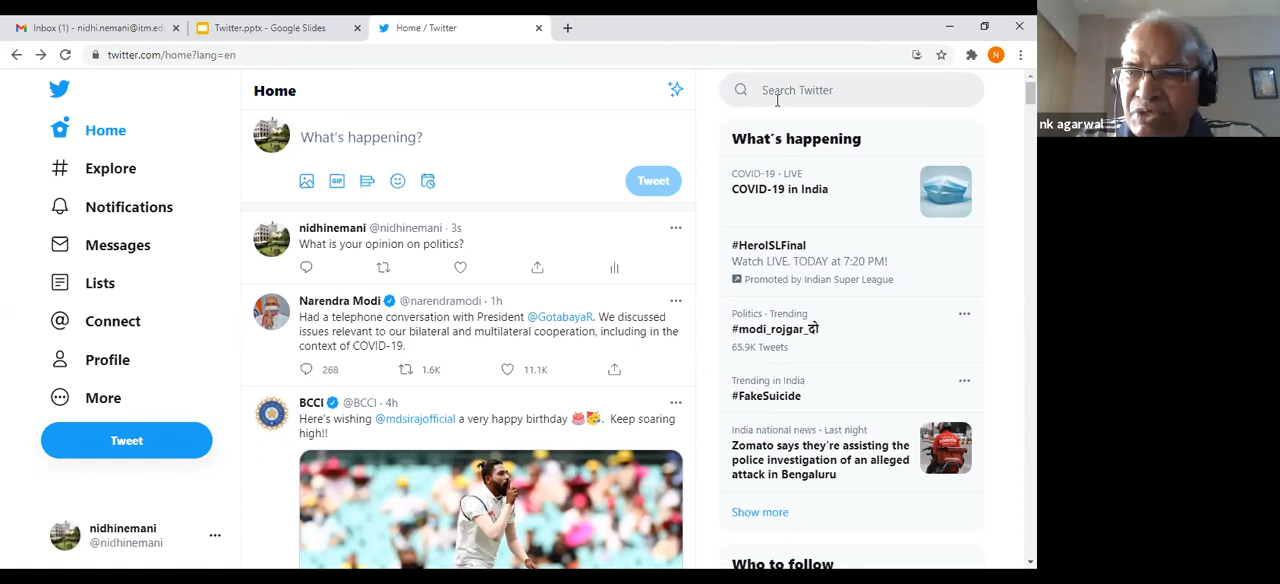 Inbox (1) - nidhi.nemani@itm.ed
Twitter.pptx - Google Slides
Home / Twitter
twitter.com/home?lang=en
N
nk agarwal
Home
Explore
Notifications
Messages
Lists
Connect
Profile
More
Tweet
nidhinemani
@nidhinemani
Home
What's happening?
GIF
Tweet
nidhinemani @nidhinemani · 3s
What is your opinion on politics?
Narendra Modi @narendramodi · 1h
Had a telephone conversation with President @GotabayaR. We discussed
issues relevant to our bilateral and multilateral cooperation, including in the
context of COVID-19.
268 1.6K 11.1K
BCCI @BCCI · 4h
Here's wishing @mdsirajofficial a very happy birthday 🎂🥳. Keep soaring
high!!
Search Twitter
What's happening
COVID-19 · LIVE
COVID-19 in India
#HeroISLFinal
Watch LIVE. TODAY at 7:20 PM!
Promoted by Indian Super League
Politics · Trending
#modi_rojgar_दो
65.9K Tweets
Trending in India
#FakeSuicide
India national news · Last night
Zomato says they're assisting the
police investigation of an alleged
attack in Bengaluru
Show more
Who to follow